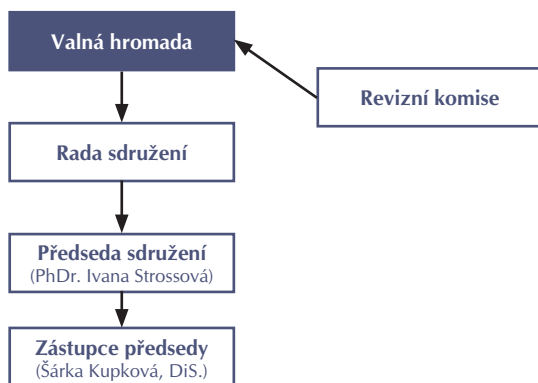 Valná hromada
Revizní komise
Rada sdružení
Předseda sdružení
(PhDr. Ivana Strossová)
Zástupce předsedy
(Šárka Kupková, DiS.)